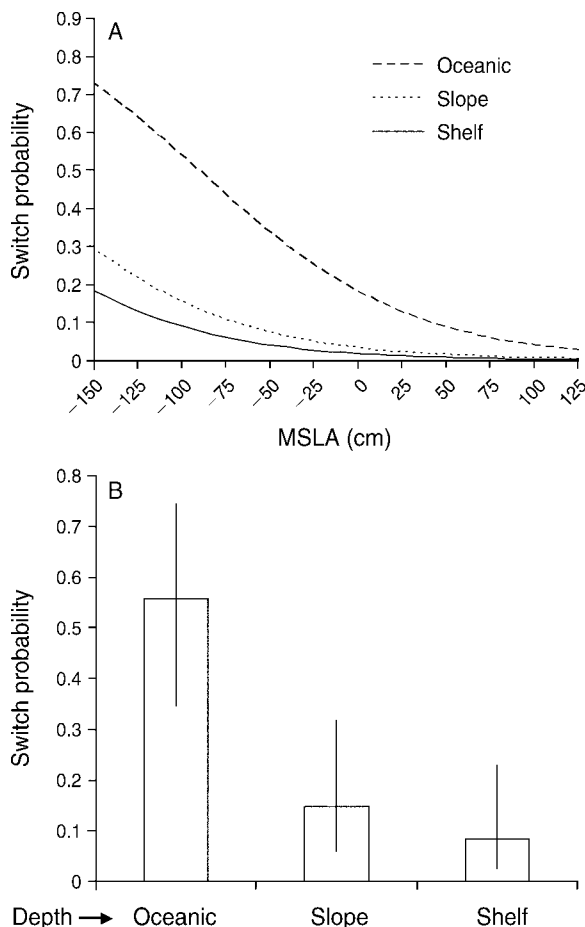 A
0.9
0.8
0.7
0.6
0.5
0.4
0.3
0.2
0.1
0
Switch probability
Oceanic
Slope
Shelf
−150 −125 −100 −75 −50 −25 0 25 50 75 100 125
MSLA (cm)
B
0.8
0.7
0.6
0.5
0.4
0.3
0.2
0.1
0
Switch probability
Depth → Oceanic Slope Shelf